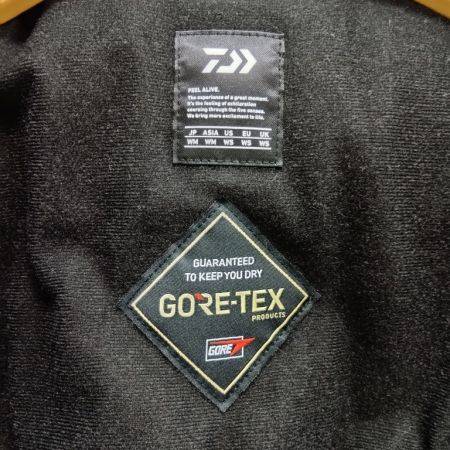 FEEL ALIVE.
The experience of a great moment.
It's the feeling of exhilaration
coursing through the five senses.
We bring more excitement to life.
JP ASIA US EU UK
WM WM WS WS WS
GUARANTEED
TO KEEP YOU DRY
GORE-TEX
PRODUCTS
GORE